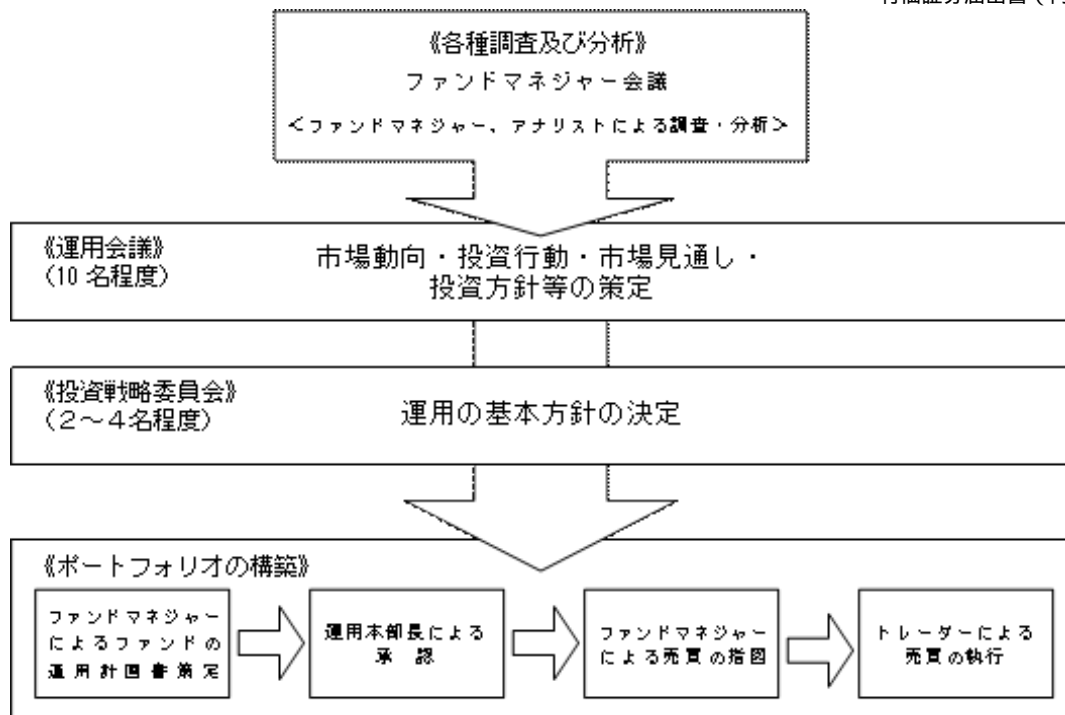 《各種調査及び分析》
ファンドマネジャー会議
＜ファンドマネジャー、アナリストによる調査・分析＞
《運用会議》
（10 名程度）
市場動向・投資行動・市場見通し・
投資方針等の策定
《投資戦略委員会》
（２～４名程度）
運用の基本方針の決定
《ポートフォリオの構築》
ファンドマネジャー
によるファンドの
運用計画書策定
運用本部長による
承認
ファンドマネジャー
による売買の指図
トレーダーによる
売買の執行